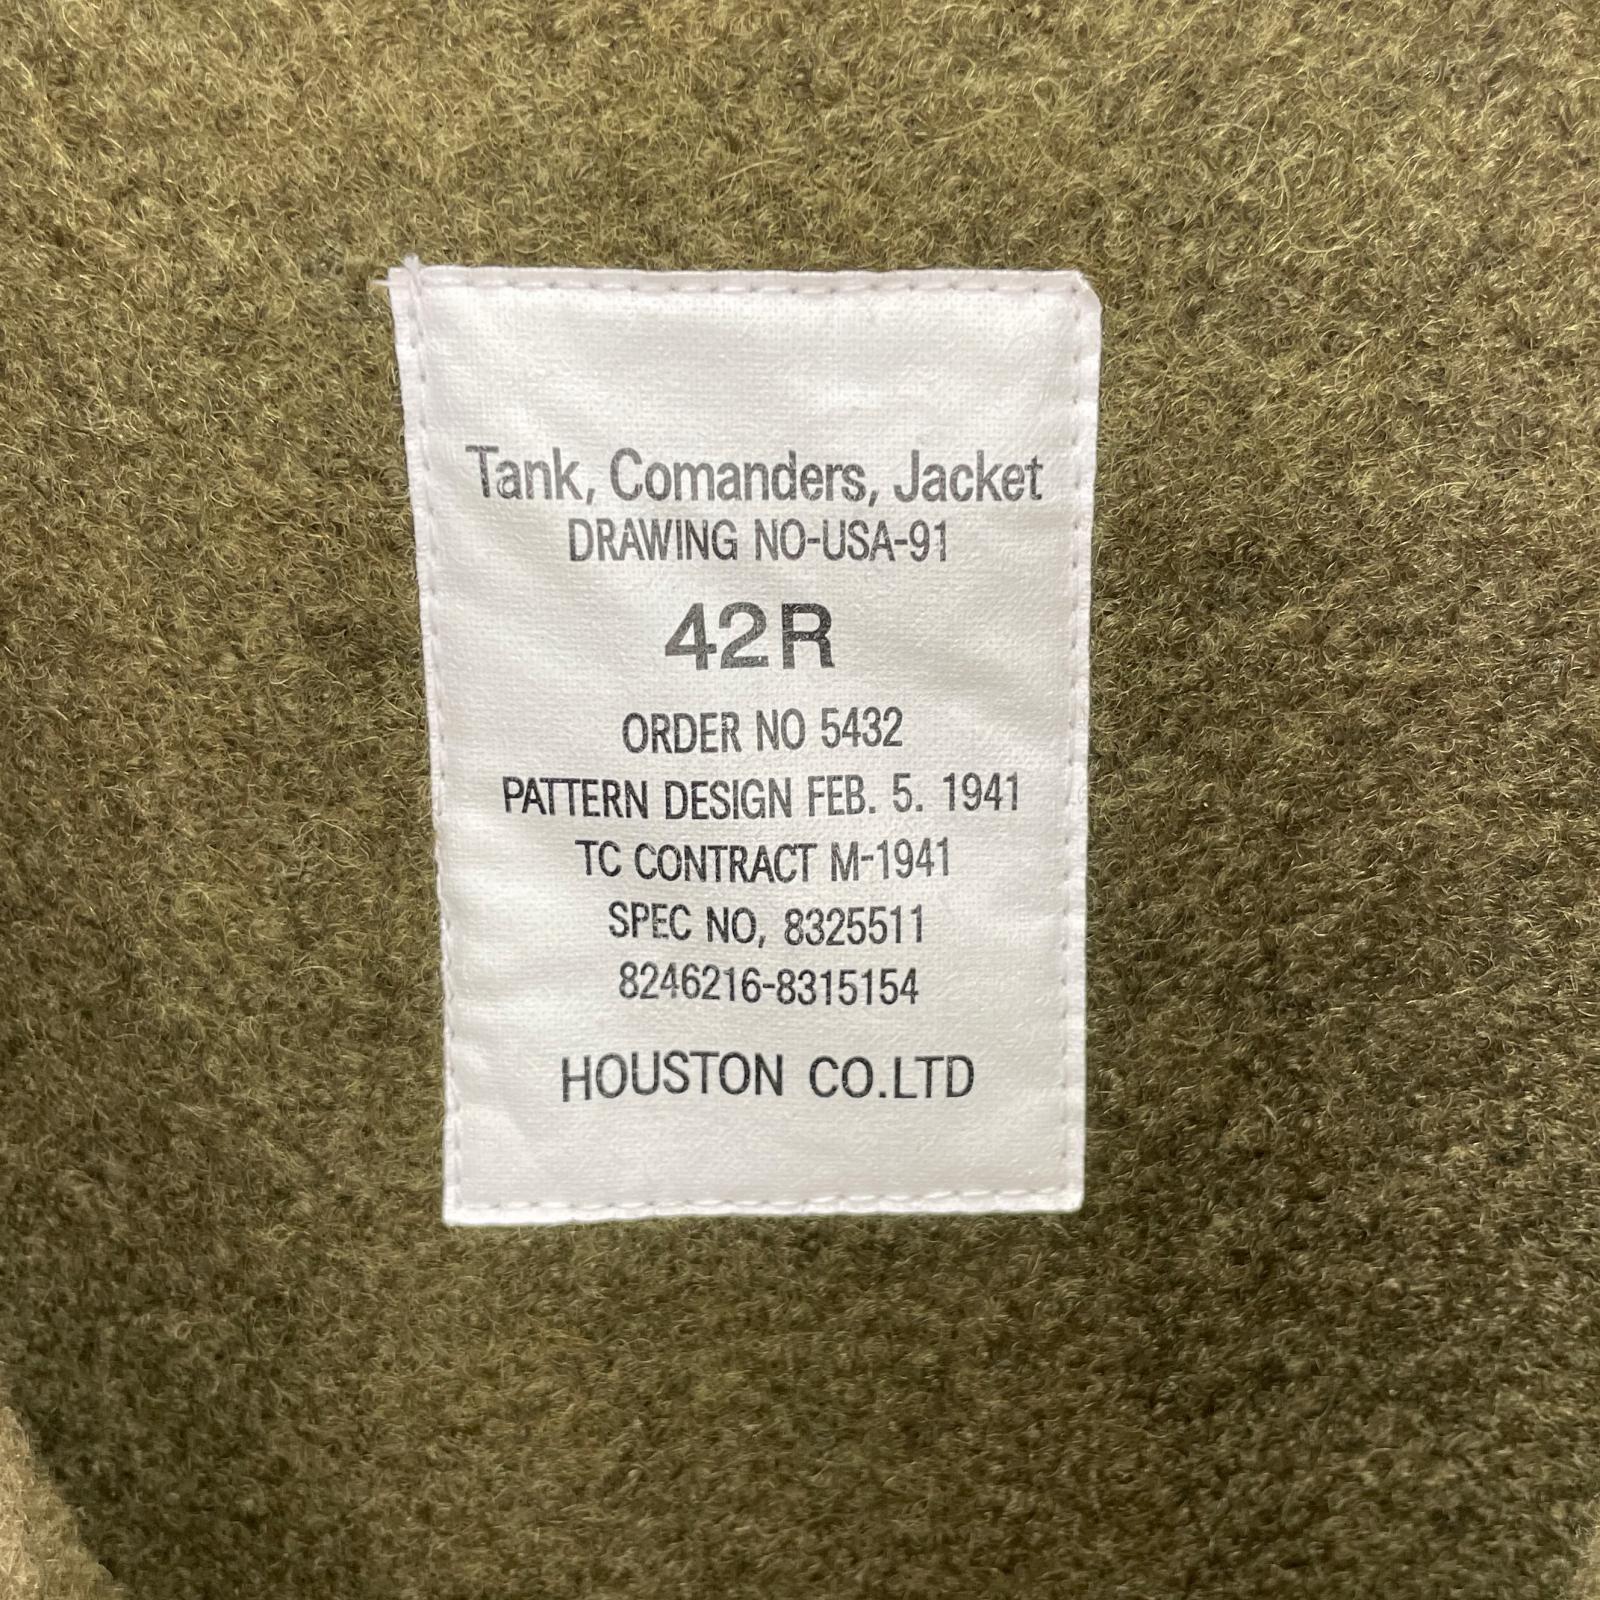 Tank, Comanders, Jacket
DRAWING NO-USA-91
42R
ORDER NO 5432
PATTERN DESIGN FEB. 5. 1941
TC CONTRACT M-1941
SPEC NO, 8325511
8246216-8315154
HOUSTON CO.LTD